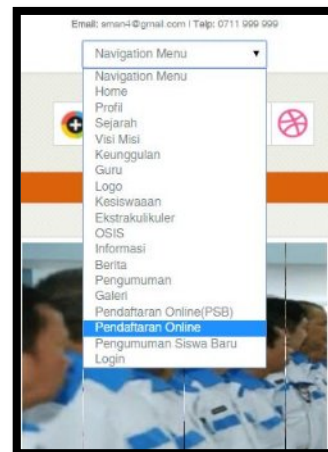 Email: sman4@gmail.com | Telp: 0711 999 999
Navigation Menu
Navigation Menu
Home
Profil
Sejarah
Visi Misi
Keunggulan
Guru
Logo
Kesiswaaan
Ekstrakulikuler
OSIS
Informasi
Berita
Pengumuman
Galeri
Pendaftaran Online(PSB)
Pendaftaran Online
Pengumuman Siswa Baru
Login